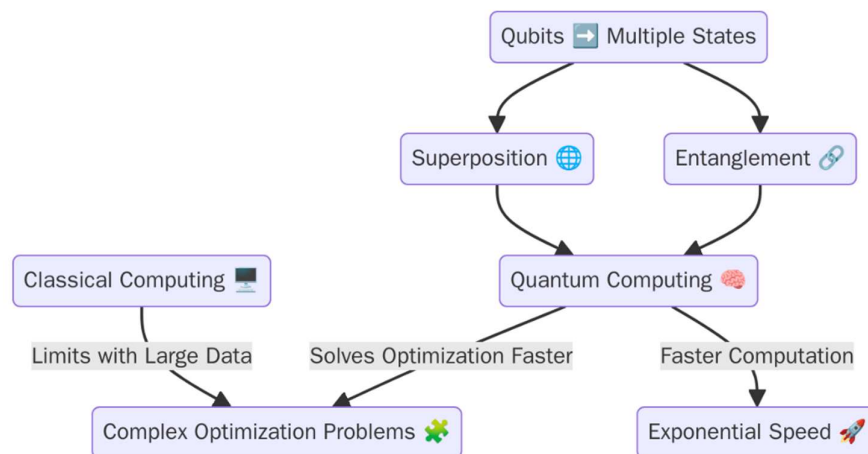 Qubits ➡️ Multiple States
Superposition 🌐
Entanglement 🔗
Classical Computing 🖥️
Quantum Computing 🧠
Limits with Large Data
Solves Optimization Faster
Faster Computation
Complex Optimization Problems 🧩
Exponential Speed 🚀